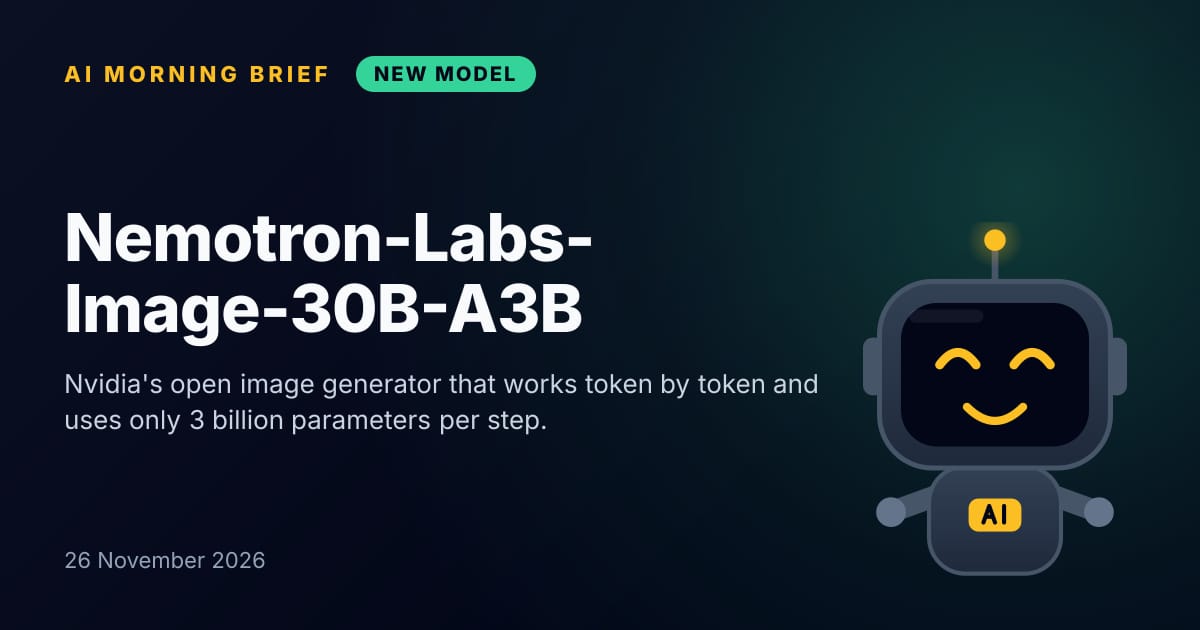 AI MORNING BRIEF
NEW MODEL
Nemotron-Labs-
Image-30B-A3B
Nvidia's open image generator that works token by token and
uses only 3 billion parameters per step.
AI
26 November 2026